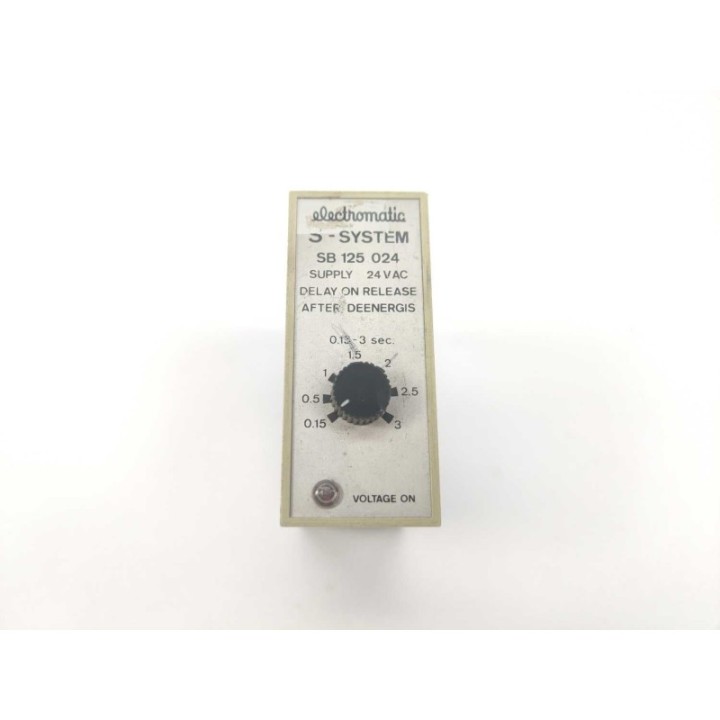 electromatic
S-SYSTEM
SB 125 024
SUPPLY 24 VAC
DELAY ON RELEASE
AFTER DEENERGIS
0.15-3 sec.
1.5
1 2
0.5 2.5
0.15 3
VOLTAGE ON